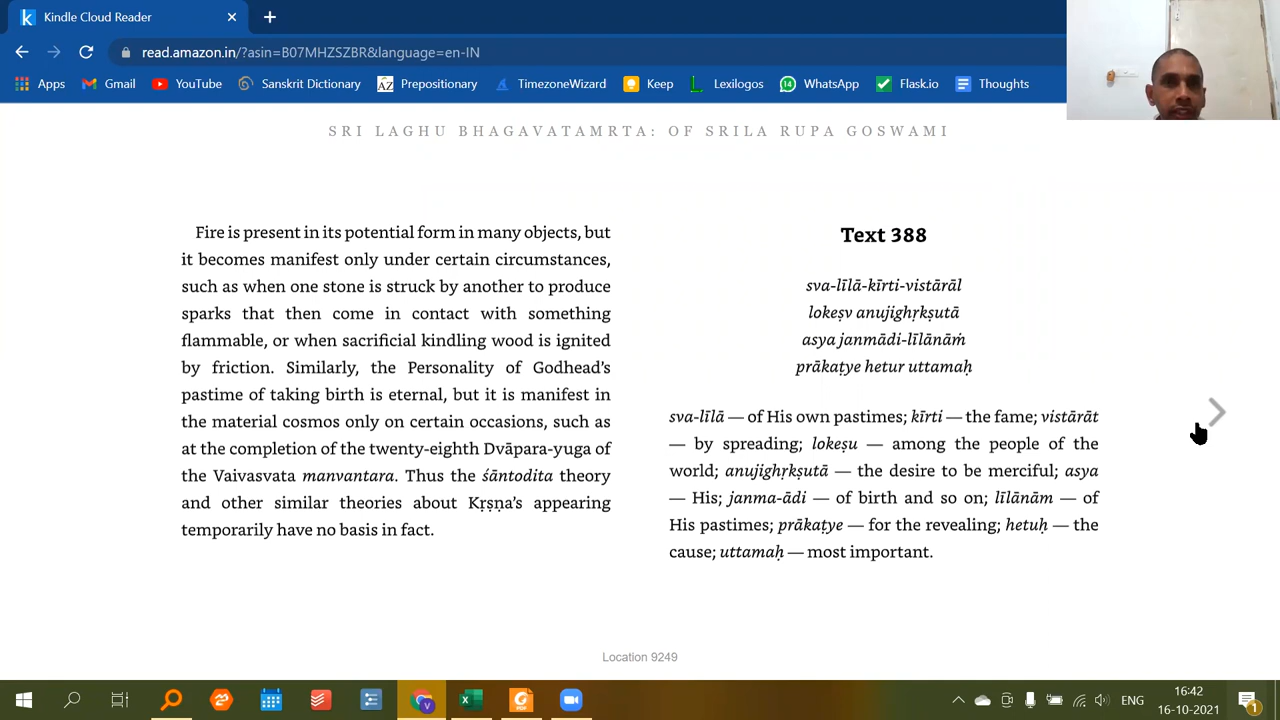 Kindle Cloud Reader
read.amazon.in/?asin=B07MHZSZBR&language=en-IN
Apps Gmail YouTube Sanskrit Dictionary AZ Prepositionary TimezoneWizard Keep Lexilogos 14 WhatsApp Flask.io Thoughts
SRI LAGHU BHAGAVATAMRTA: OF SRILA RUPA GOSWAMI
Fire is present in its potential form in many objects, but
it becomes manifest only under certain circumstances,
such as when one stone is struck by another to produce
sparks that then come in contact with something
flammable, or when sacrificial kindling wood is ignited
by friction. Similarly, the Personality of Godhead's
pastime of taking birth is eternal, but it is manifest in
the material cosmos only on certain occasions, such as
at the completion of the twenty-eighth Dvāpara-yuga of
the Vaivasvata manvantara. Thus the śāntodita theory
and other similar theories about Kṛṣṇa's appearing
temporarily have no basis in fact.
Text 388
sva-līlā-kīrti-vistārāl
lokeṣv anujighṛkṣutā
asya janmādi-līlānāṁ
prākaṭye hetur uttamaḥ
sva-līlā — of His own pastimes; kīrti — the fame; vistārāt
— by spreading; lokeṣu — among the people of the
world; anujighṛkṣutā — the desire to be merciful; asya
— His; janma-ādi — of birth and so on; līlānām — of
His pastimes; prākaṭye — for the revealing; hetuḥ — the
cause; uttamaḥ — most important.
Location 9249
ENG
16:42
16-10-2021
1